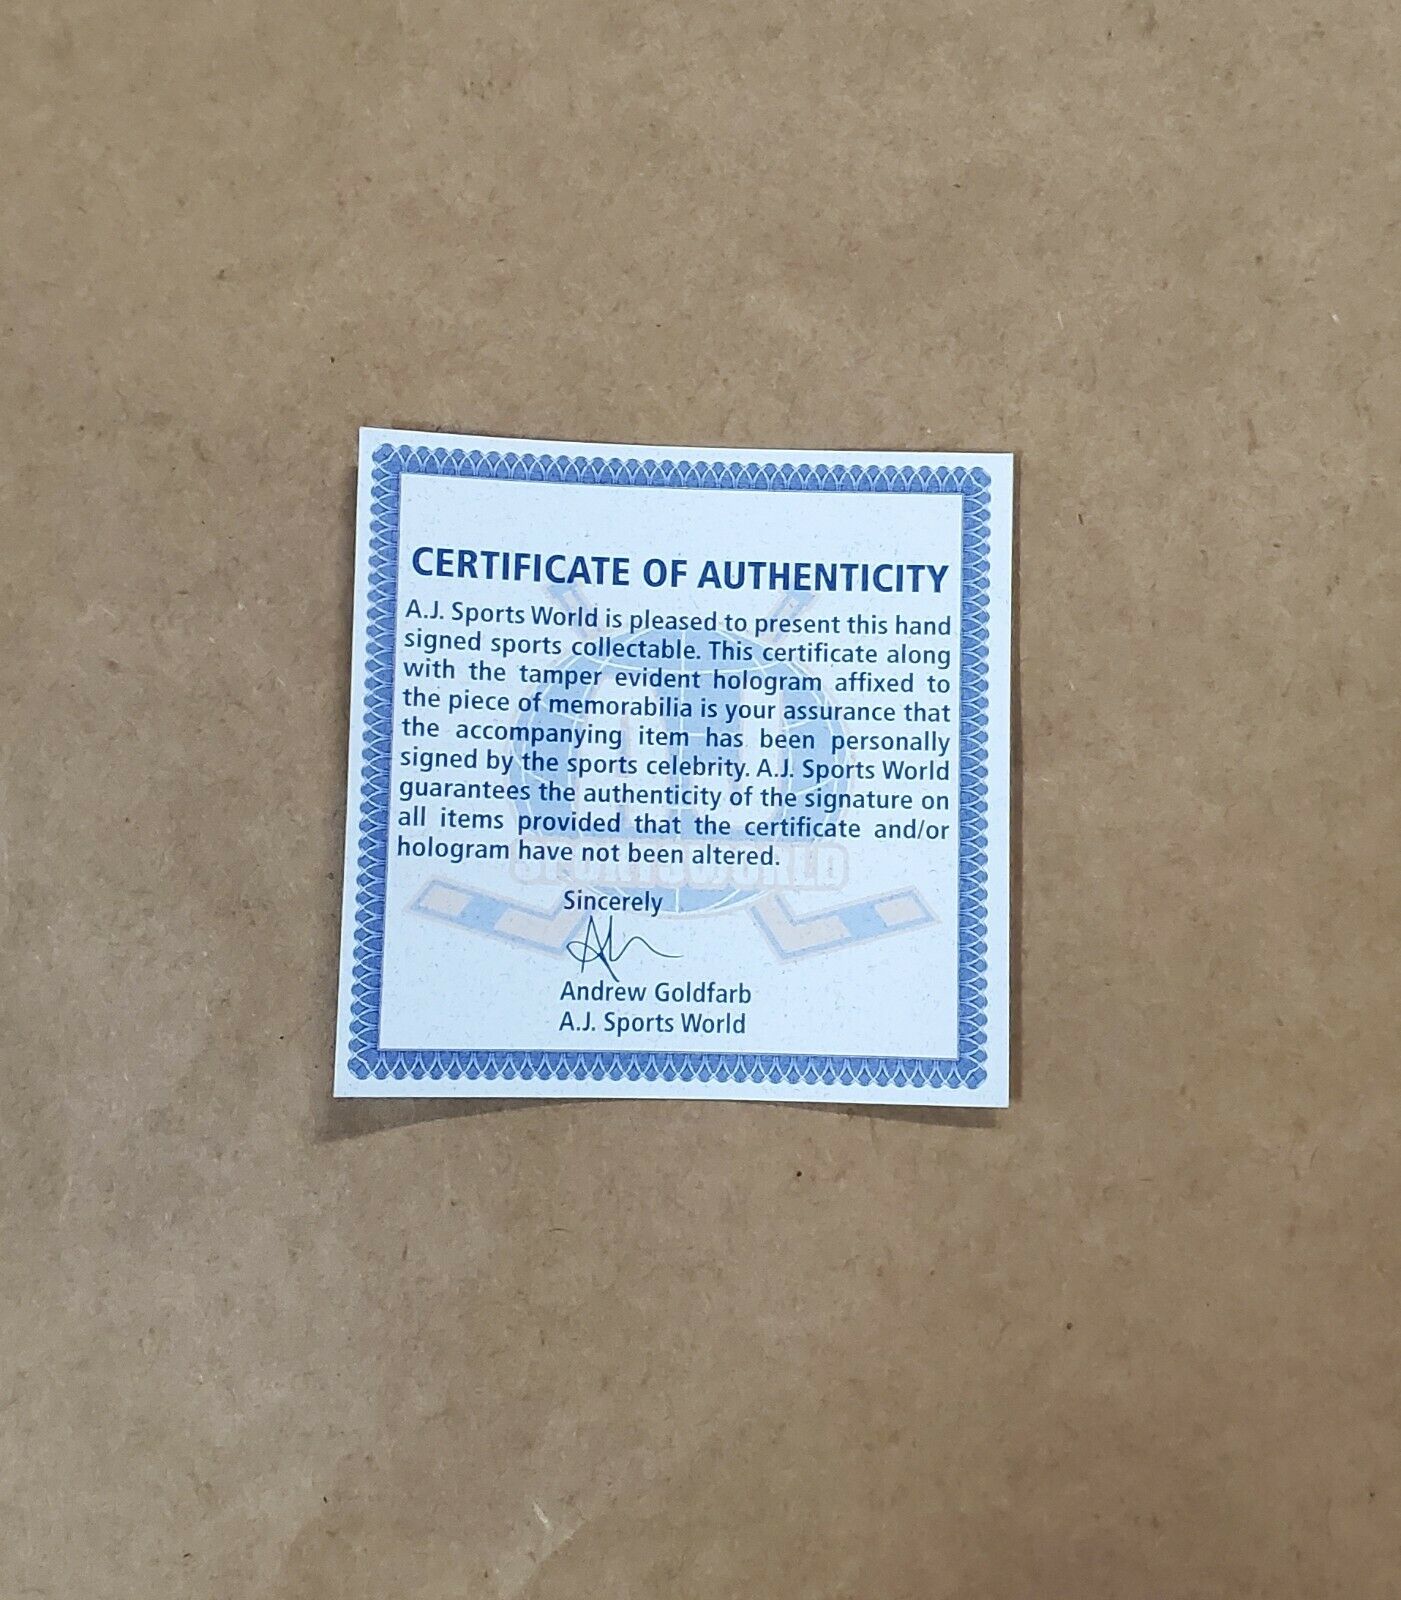 CERTIFICATE OF AUTHENTICITY
A.J. Sports World is pleased to present this hand
signed sports collectable. This certificate along
with the tamper evident hologram affixed to
the piece of memorabilia is your assurance that
the accompanying item has been personally
signed by the sports celebrity. A.J. Sports World
guarantees the authenticity of the signature on
all items provided that the certificate and/or
hologram have not been altered.
AJ
SPORTSWORLD
Sincerely
Andrew Goldfarb
A.J. Sports World